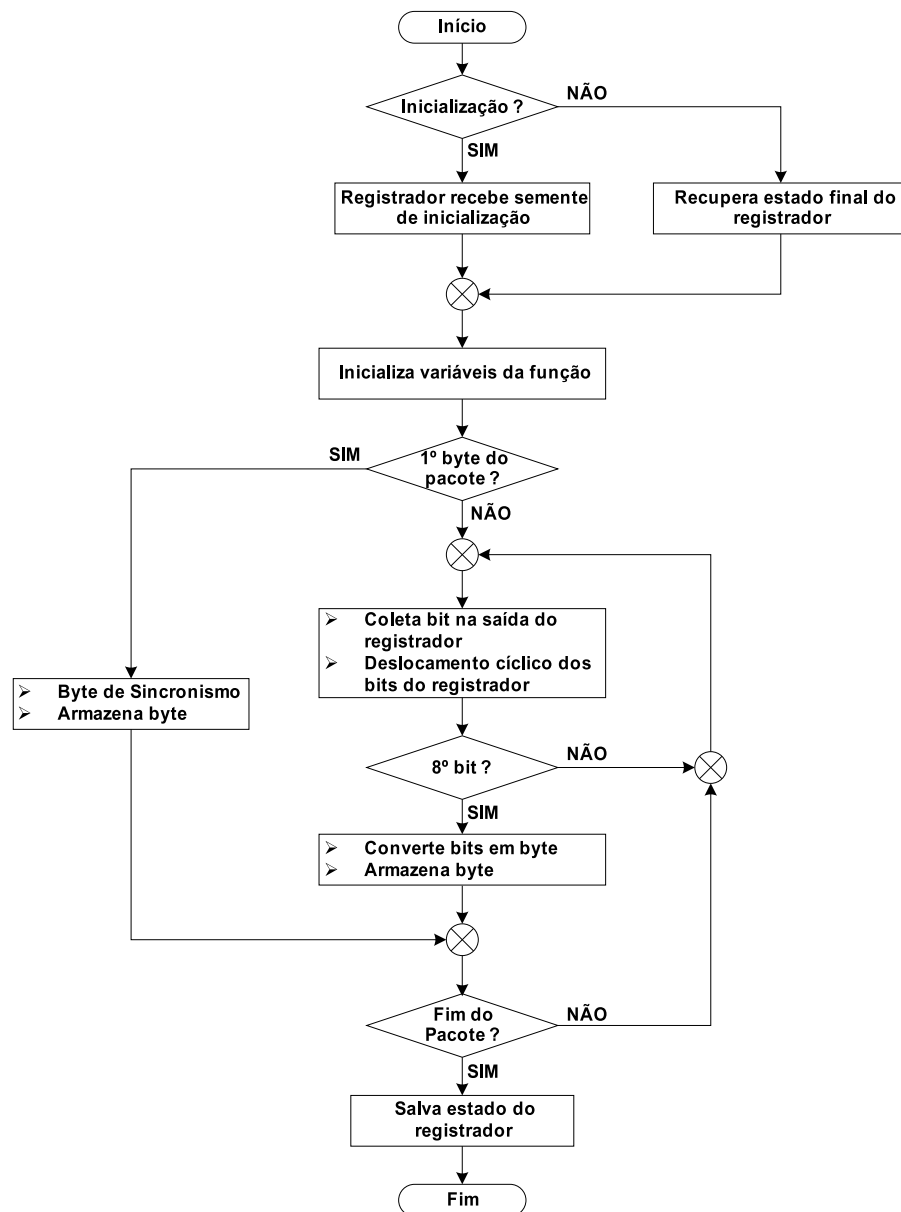 Início
Inicialização ?
NÃO
SIM
Registrador recebe semente
de inicialização
Recupera estado final do
registrador
Inicializa variáveis da função
SIM
1º byte do
pacote ?
NÃO
➢ Coleta bit na saída do
registrador
➢ Deslocamento cíclico dos
bits do registrador
➢ Byte de Sincronismo
➢ Armazena byte
8º bit ?
NÃO
SIM
➢ Converte bits em byte
➢ Armazena byte
Fim do
Pacote ?
NÃO
SIM
Salva estado do
registrador
Fim